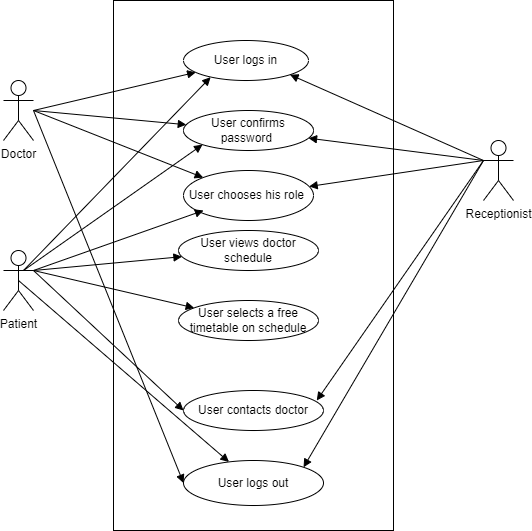 User logs in
User confirms
password
Doctor
User chooses his role
Receptionist
User views doctor
schedule
Patient
User selects a free
timetable on schedule
User contacts doctor
User logs out